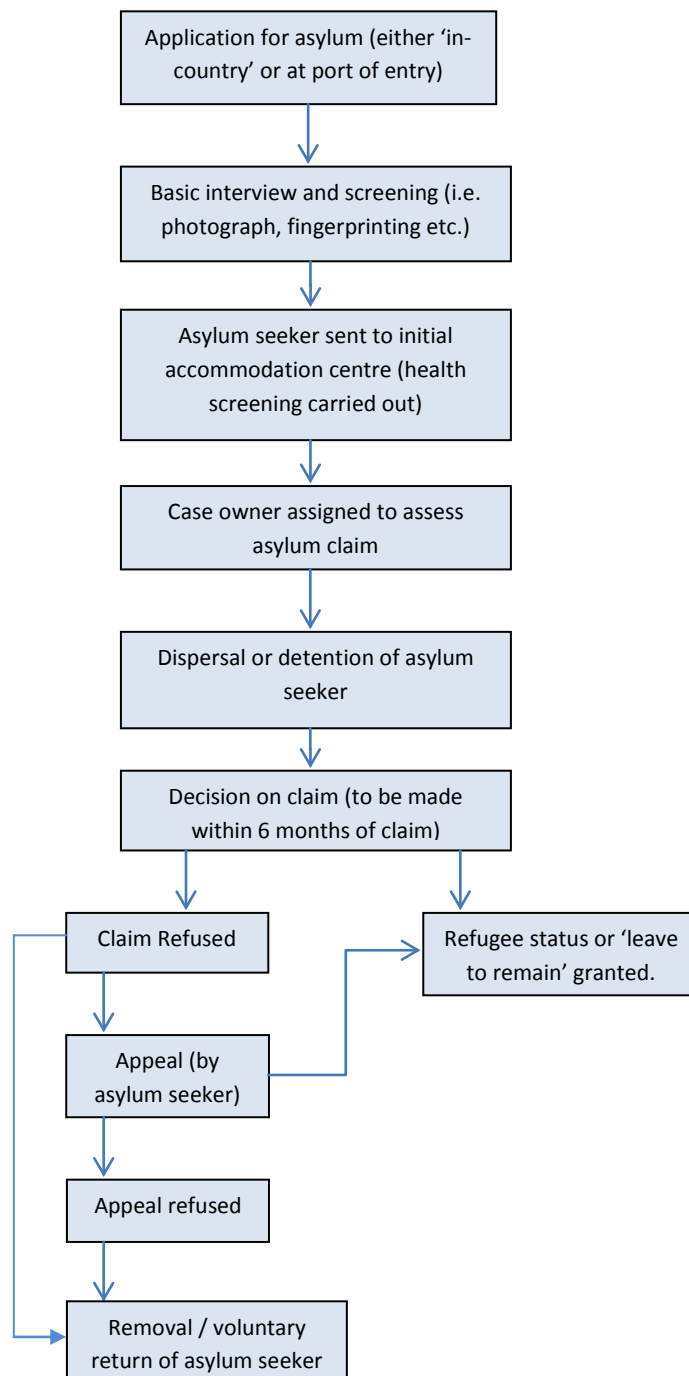 Application for asylum (either ‘in-
country’ or at port of entry)
Basic interview and screening (i.e.
photograph, fingerprinting etc.)
Asylum seeker sent to initial
accommodation centre (health
screening carried out)
Case owner assigned to assess
asylum claim
Dispersal or detention of asylum
seeker
Decision on claim (to be made
within 6 months of claim)
Claim Refused
Refugee status or ‘leave
to remain’ granted.
Appeal (by
asylum seeker)
Appeal refused
Removal / voluntary
return of asylum seeker